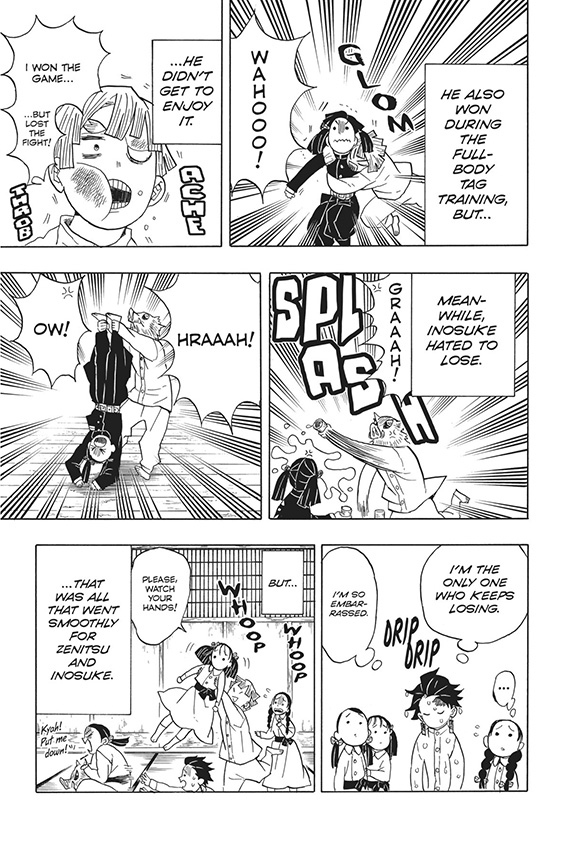 HE ALSO
WON
DURING
THE
FULL-
BODY
TAG
TRAINING,
BUT...
GLOM
WAHOOO!
...HE
DIDN'T
GET TO
ENJOY
IT.
I WON
THE
GAME...
...BUT
LOST
THE
FIGHT!
ACHE
THROB
MEAN-
WHILE,
INOSUKE
HATED TO
LOSE.
GRAAAH!
SPL
AS
H
HRAAAH!
OW!
I'M THE
ONLY ONE
WHO KEEPS
LOSING.
I'M SO
EMBAR-
RASSED.
DRIP
DRIP
...
BUT...
WHOOP
WHOOP
PLEASE,
WATCH
YOUR
HANDS!
...THAT
WAS ALL
THAT WENT
SMOOTHLY
FOR
ZENITSU
AND
INOSUKE.
Kyah!
Put me
down!